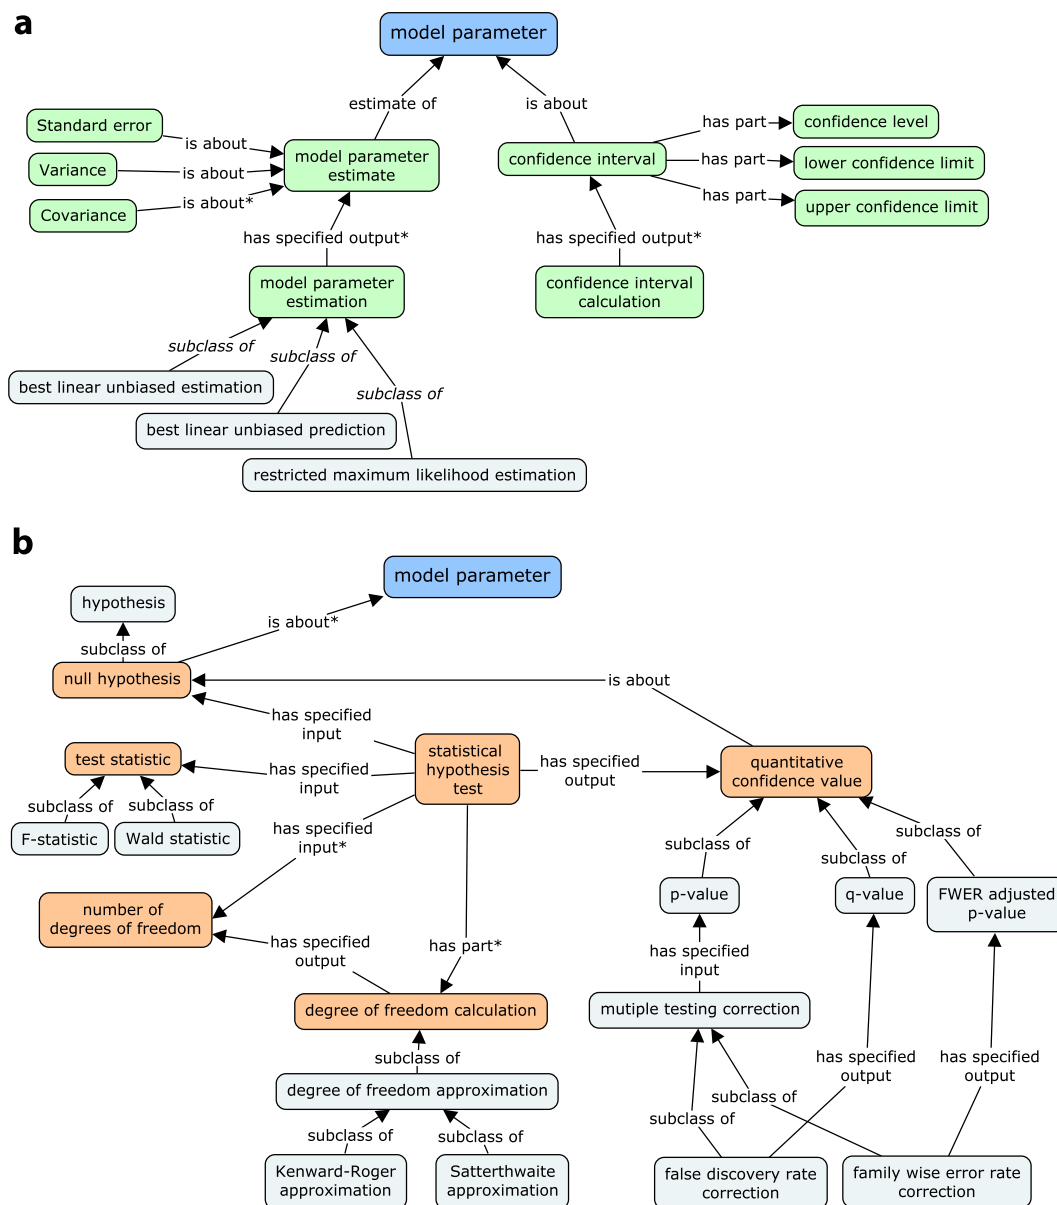 a
model parameter
estimate of
is about
Standard error
is about
Variance
is about
Covariance
is about*
model parameter
estimate
confidence interval
has part
confidence level
has part
lower confidence limit
has part
upper confidence limit
has specified output*
has specified output*
model parameter
estimation
confidence interval
calculation
subclass of
subclass of
subclass of
best linear unbiased estimation
best linear unbiased prediction
restricted maximum likelihood estimation
b
model parameter
hypothesis
is about*
subclass of
null hypothesis
is about
has specified
input
statistical
hypothesis
test
test statistic
has specified
input
has specified
output
quantitative
confidence value
subclass of
subclass of
F-statistic
Wald statistic
has specified
input*
subclass of
subclass of
subclass of
number of
degrees of freedom
p-value
q-value
FWER adjusted
p-value
has specified
output
has part*
has specified
input
degree of freedom calculation
mutiple testing correction
subclass of
has specified
output
has specified
output
degree of freedom approximation
subclass of
subclass of
subclass of
subclass of
Kenward-Roger
approximation
Satterthwaite
approximation
false discovery rate
correction
family wise error rate
correction